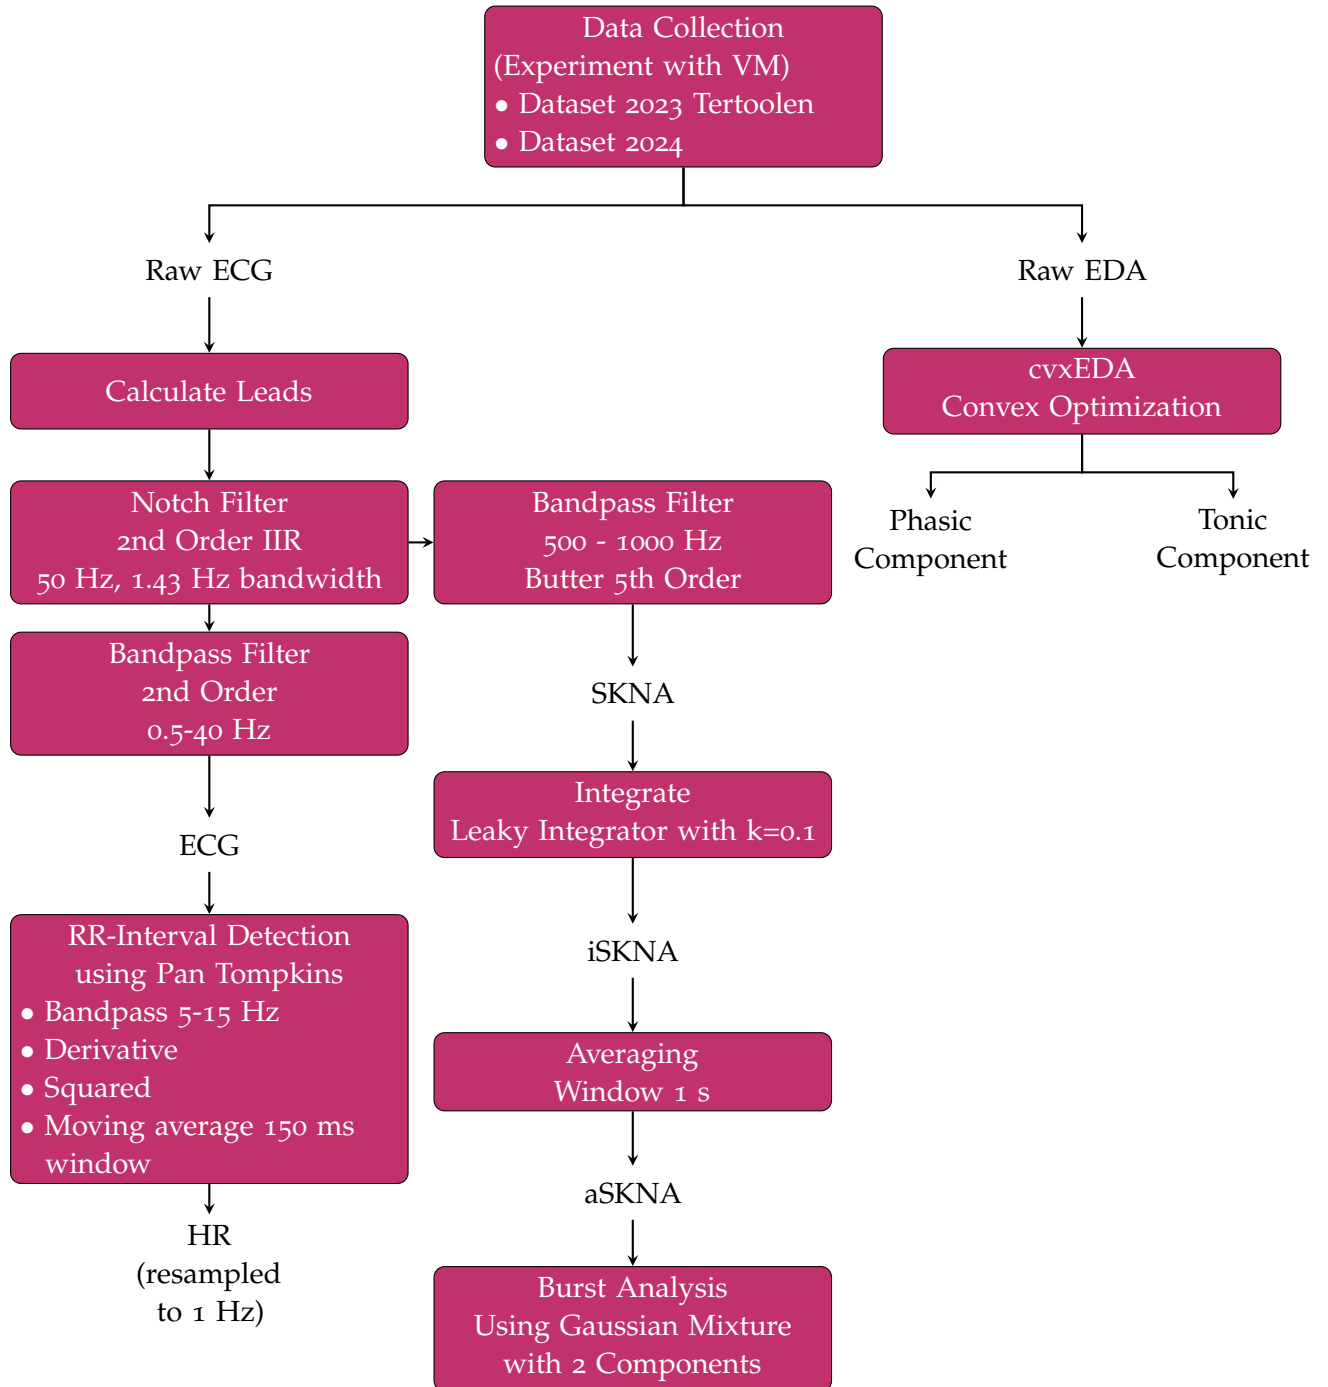 Data Collection
(Experiment with VM)
• Dataset 2023 Tertoolen
• Dataset 2024
Raw ECG
Raw EDA
Calculate Leads
cvxEDA
Convex Optimization
Notch Filter
2nd Order IIR
50 Hz, 1.43 Hz bandwidth
Bandpass Filter
500 - 1000 Hz
Butter 5th Order
Phasic
Component
Tonic
Component
Bandpass Filter
2nd Order
0.5-40 Hz
SKNA
Integrate
Leaky Integrator with k=0.1
ECG
RR-Interval Detection
using Pan Tompkins
• Bandpass 5-15 Hz
• Derivative
• Squared
• Moving average 150 ms
window
iSKNA
Averaging
Window 1 s
aSKNA
HR
(resampled
to 1 Hz)
Burst Analysis
Using Gaussian Mixture
with 2 Components